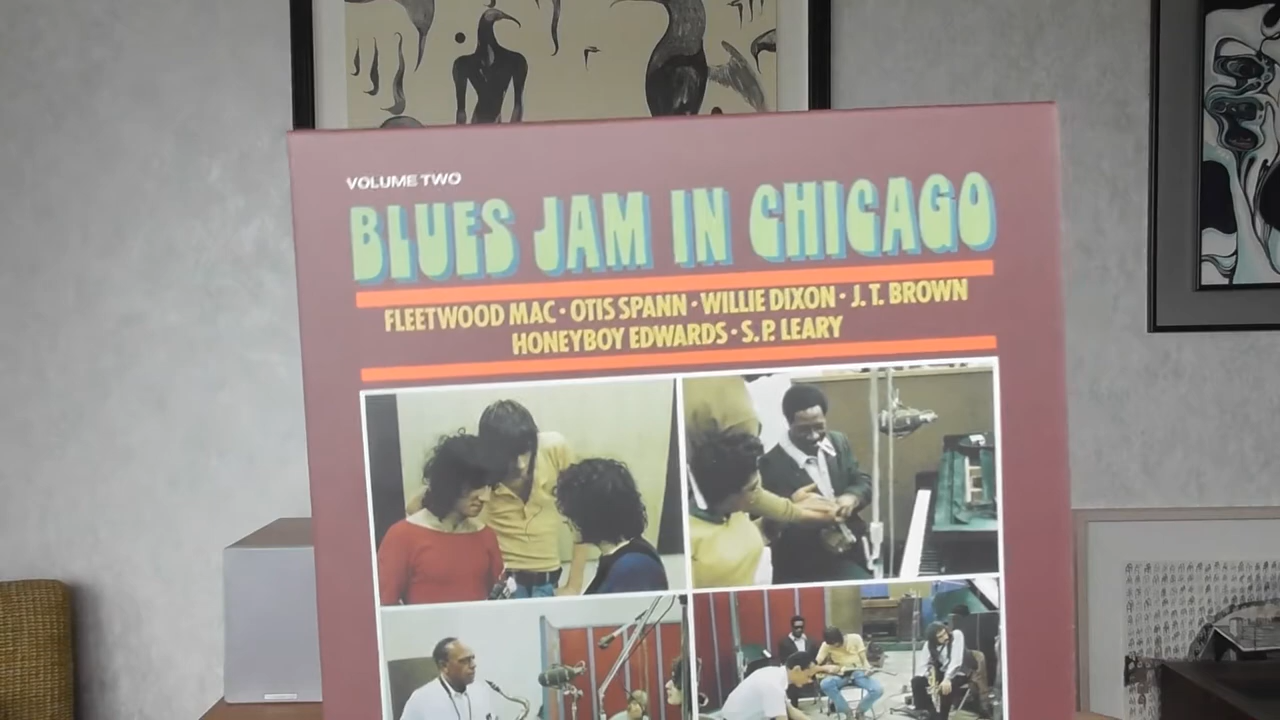 VOLUME TWO
BLUES JAM IN CHICAGO
FLEETWOOD MAC · OTIS SPANN · WILLIE DIXON · J. T. BROWN
HONEYBOY EDWARDS · S. P. LEARY